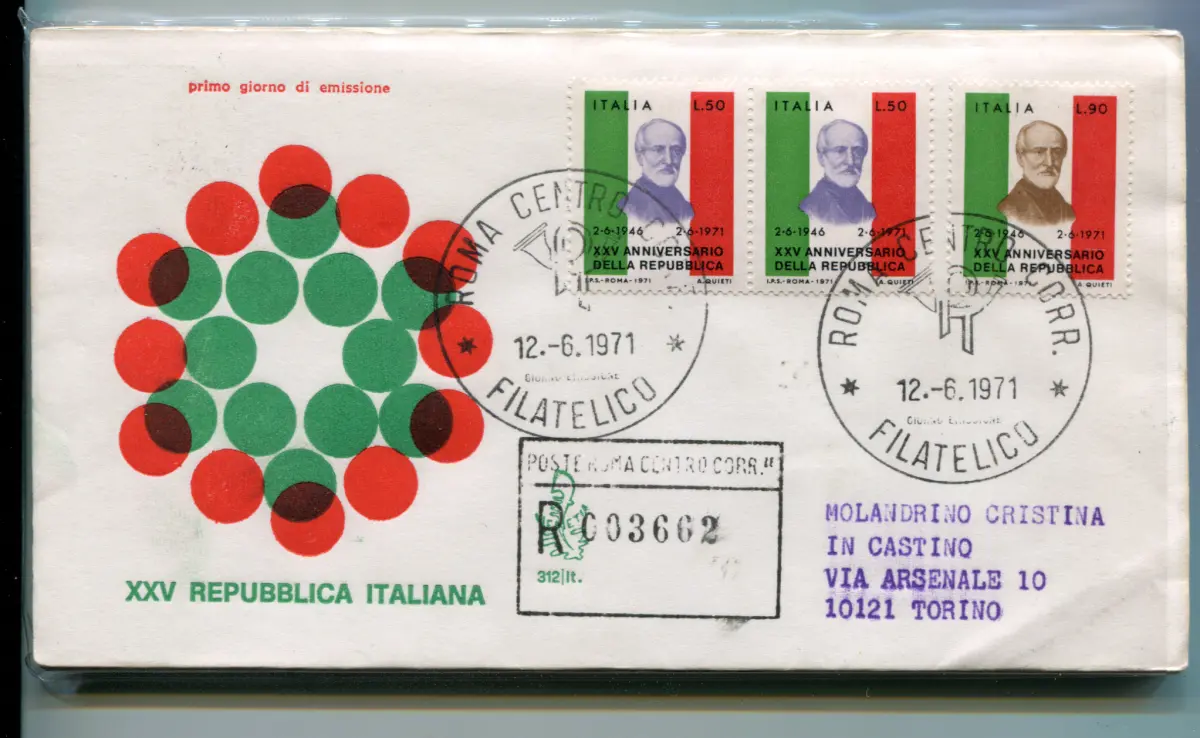 primo giorno di emissione
ITALIA L.50
2-6-1946 2-6-1971
XXV ANNIVERSARIO
DELLA REPUBBLICA
I.P.S.-ROMA-1971 A.QUIETI
ITALIA L.50
2-6-1946 2-6-1971
XXV ANNIVERSARIO
DELLA REPUBBLICA
I.P.S.-ROMA-1971 A.QUIETI
ITALIA L.90
2-6-1946 2-6-1971
XXV ANNIVERSARIO
DELLA REPUBBLICA
I.P.S.-ROMA-1971 A QUIETI
ROMA CENTRO
12.-6.1971
GIORNO EMISSIONE
FILATELICO
ROMA CENTRO CORR.
12.-6.1971
GIORNO EMISSIONE
FILATELICO
POSTE ROMA CENTRO CORR."
R 003662
312|It.
XXV REPUBBLICA ITALIANA
MOLANDRINO CRISTINA
IN CASTINO
VIA ARSENALE 10
10121 TORINO